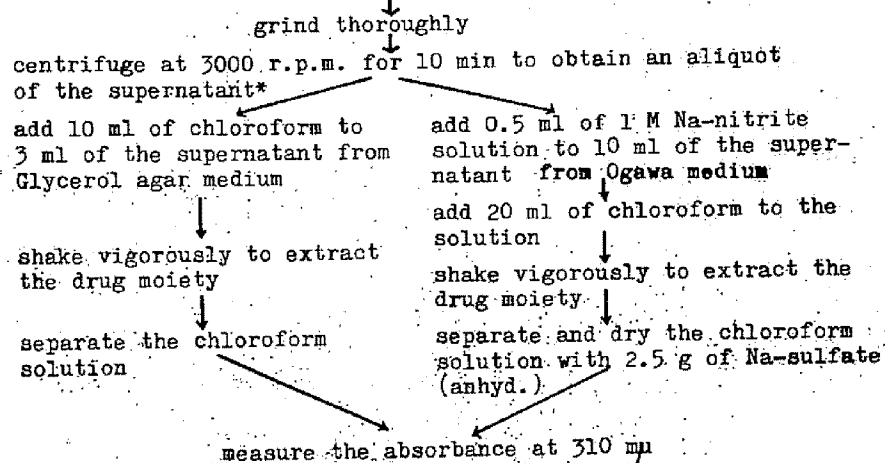 grind thoroughly
centrifuge at 3000 r.p.m. for 10 min to obtain an aliquot
of the supernatant*
add 10 ml of chloroform to
3 ml of the supernatant from
Glycerol agar medium
shake vigorously to extract
the drug moiety
separate the chloroform
solution
add 0.5 ml of 1 M Na-nitrite
solution to 10 ml of the super-
natant from Ogawa medium
add 20 ml of chloroform to the
solution
shake vigorously to extract the
drug moiety
separate and dry the chloroform
solution with 2.5 g of Na-sulfate
(anhyd.)
measure the absorbance at 310 mμ